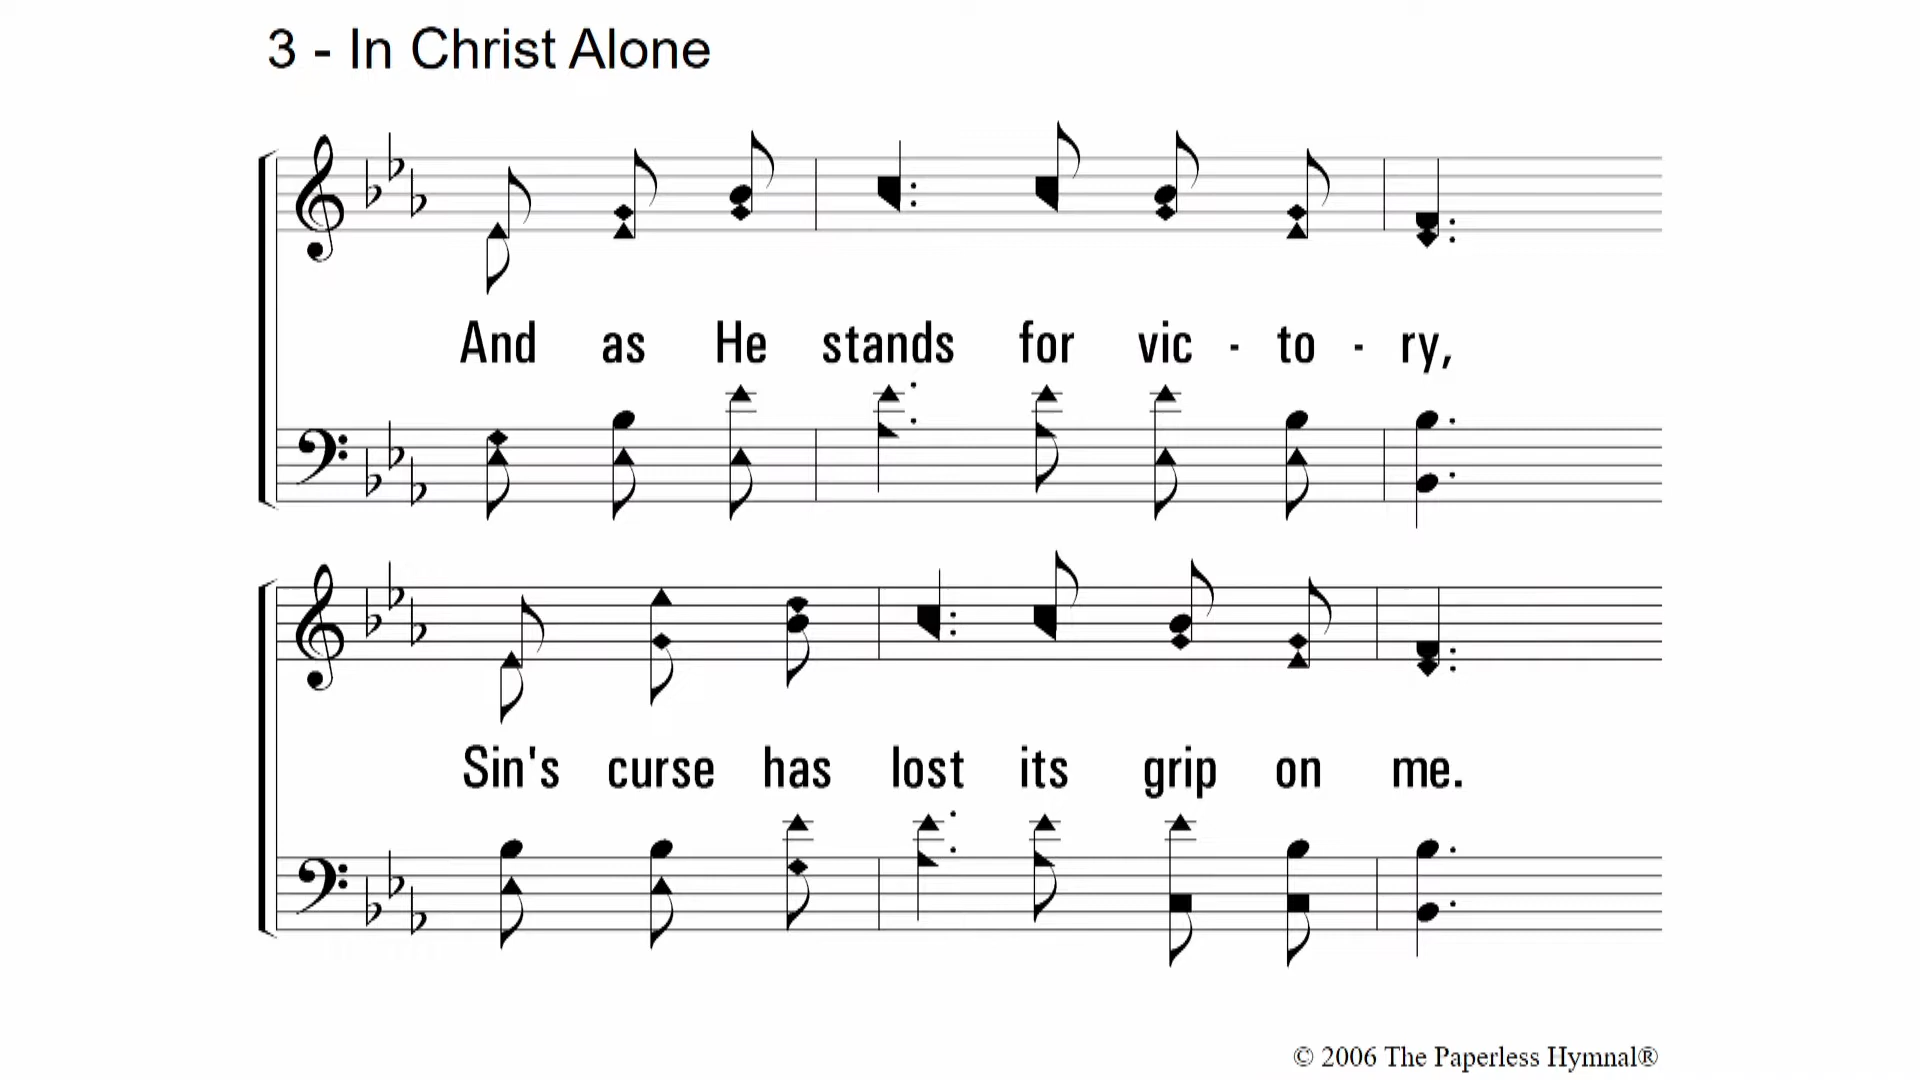 3 - In Christ Alone
And as He stands for vic - to - ry,
Sin's curse has lost its grip on me.
© 2006 The Paperless Hymnal®